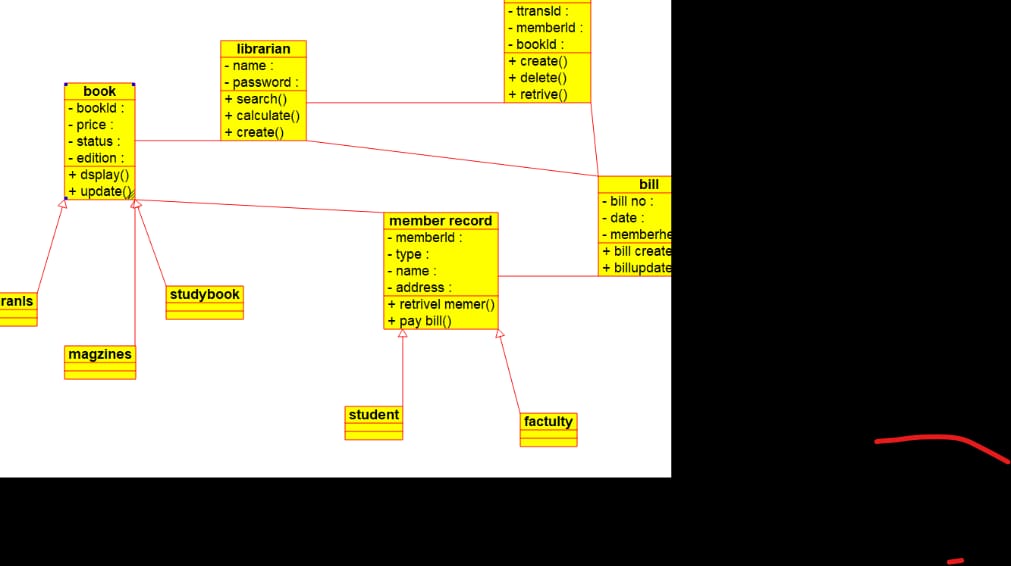 - ttransId :
- memberId :
- bookId :
+ create()
+ delete()
+ retrive()
librarian
- name :
- password :
+ search()
+ calculate()
+ create()
book
- bookId :
- price :
- status :
- edition :
+ dsplay()
+ update()
bill
- bill no :
- date :
- memberhe
+ bill create
+ billupdate
member record
- memberId :
- type :
- name :
- address :
+ retrivel memer()
+ pay bill()
studybook
magzines
student
factulty